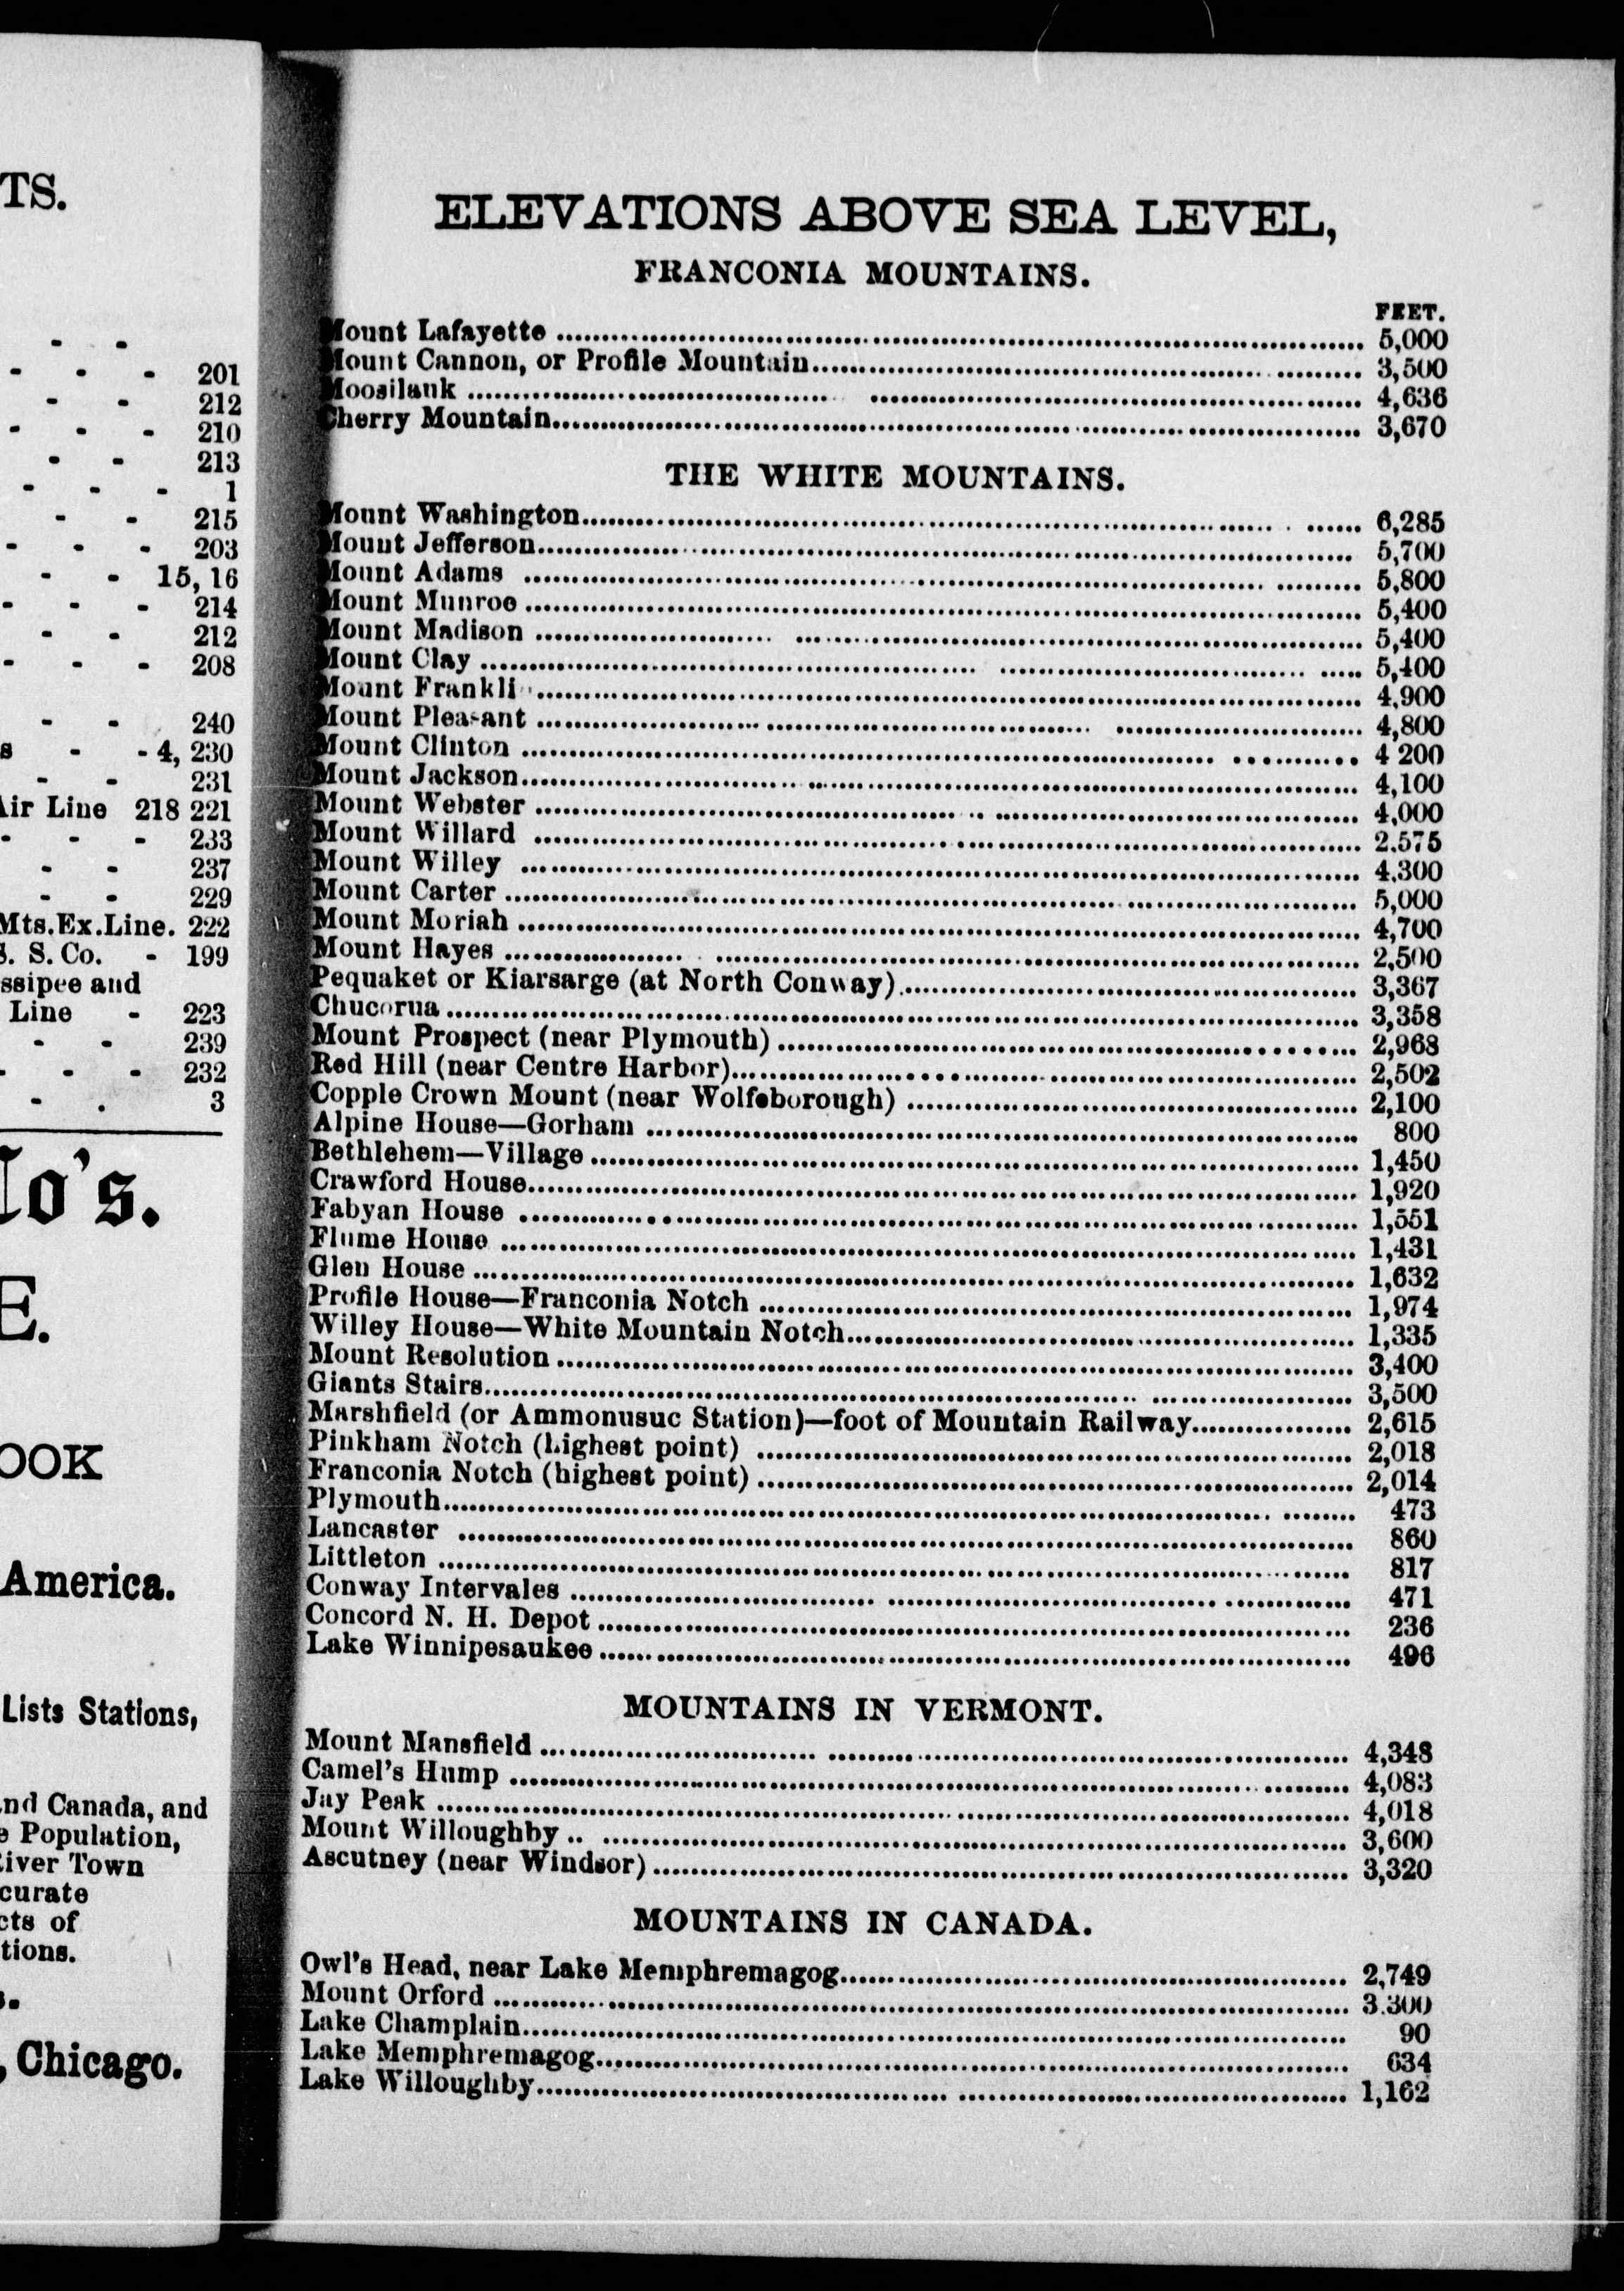 TS.
- -
- - - 201
- - 212
- - - 210
- - 213
- - - 1
- - 215
- - - 203
- - 15, 16
- - - 214
- - 212
- - - 208
- - 240
s - - 4, 230
- - 231
Air Line 218 221
- - - 233
- - 237
- - 229
Mts.Ex.Line. 222
S. S. Co. - 199
ssipee and
Line - 223
- - 239
- - - 232
- . 3
o's.
E.
OOK
America.
Lists Stations,
nd Canada, and
e Population,
iver Town
curate
cts of
tions.
s.
, Chicago.
ELEVATIONS ABOVE SEA LEVEL,
FRANCONIA MOUNTAINS.
FEET.
Mount Lafayette ........ 5,000
Mount Cannon, or Profile Mountain........ 3,500
Moosilauk ........ 4,636
Cherry Mountain........ 3,670
THE WHITE MOUNTAINS.
Mount Washington........ 6,285
Mount Jefferson........ 5,700
Mount Adams ........ 5,800
Mount Munroe ........ 5,400
Mount Madison ........ 5,400
Mount Clay ........ 5,400
Mount Frankli ........ 4,900
Mount Pleasant ........ 4,800
Mount Clinton ........ 4 200
Mount Jackson........ 4,100
Mount Webster ........ 4,000
Mount Willard ........ 2.575
Mount Willey ........ 4,300
Mount Carter ........ 5,000
Mount Moriah ........ 4,700
Mount Hayes ........ 2,500
Pequaket or Kiarsarge (at North Conway)........ 3,367
Chucorua ........ 3,358
Mount Prospect (near Plymouth) ........ 2,968
Red Hill (near Centre Harbor)........ 2,502
Copple Crown Mount (near Wolfeborough) ........ 2,100
Alpine House—Gorham ........ 800
Bethlehem—Village ........ 1,450
Crawford House........ 1,920
Fabyan House ........ 1,551
Flume House ........ 1,431
Glen House ........ 1,632
Profile House—Franconia Notch ........ 1,974
Willey House—White Mountain Notch........ 1,335
Mount Resolution ........ 3,400
Giants Stairs........ 3,500
Marshfield (or Ammonusuc Station)—foot of Mountain Railway........ 2,615
Pinkham Notch (highest point) ........ 2,018
Franconia Notch (highest point) ........ 2,014
Plymouth........ 473
Lancaster ........ 860
Littleton ........ 817
Conway Intervales ........ 471
Concord N. H. Depot ........ 236
Lake Winnipesaukee ........ 496
MOUNTAINS IN VERMONT.
Mount Mansfield ........ 4,348
Camel's Hump ........ 4,083
Jay Peak ........ 4,018
Mount Willoughby ........ 3,600
Ascutney (near Windsor) ........ 3,320
MOUNTAINS IN CANADA.
Owl's Head, near Lake Memphremagog........ 2,749
Mount Orford ........ 3.300
Lake Champlain........ 90
Lake Memphremagog........ 634
Lake Willoughby........ 1,162